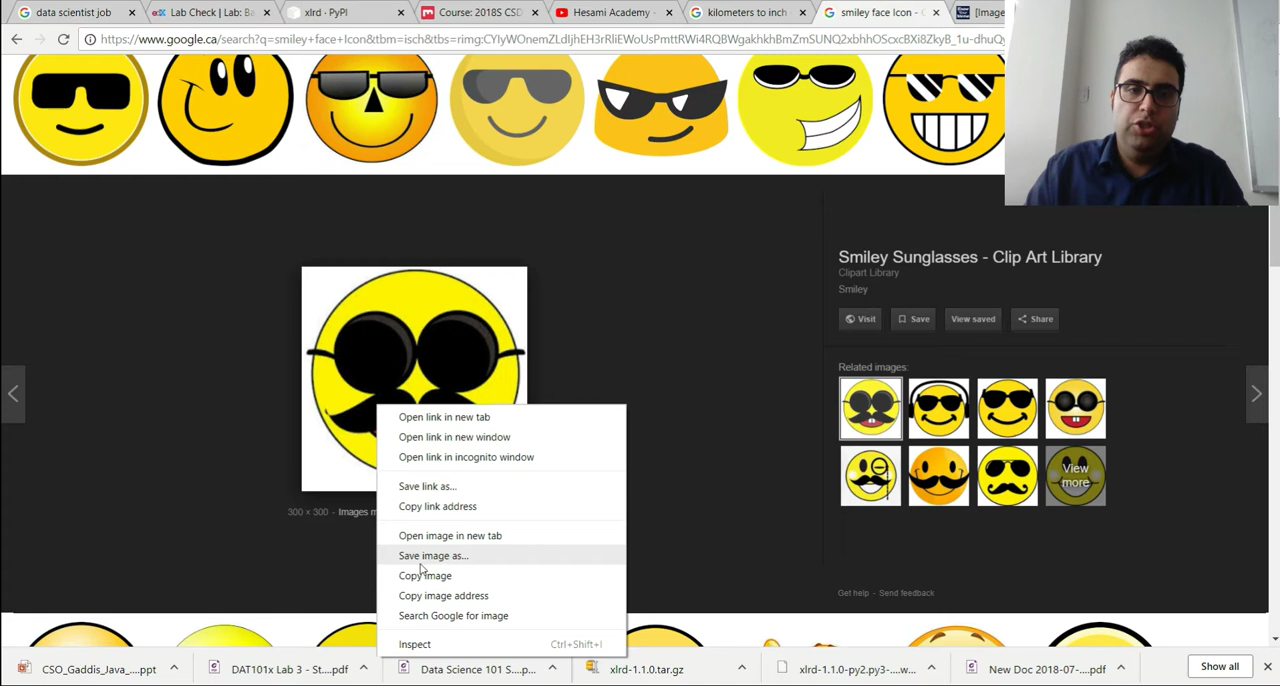 data scientist job
Lab Check | Lab: Ba
xlrd · PyPI
Course: 2018S CSD
Hesami Academy -
kilometers to inch -
smiley face Icon - G
[Image
https://www.google.ca/search?q=smiley+face+Icon&tbm=isch&tbs=rimg:
Smiley Sunglasses - Clip Art Library
Clipart Library
Smiley
Visit
Save
View saved
Share
Related images:
View more
300 × 300 · Images m
Open link in new tab
Open link in new window
Open link in incognito window
Save link as...
Copy link address
Open image in new tab
Save image as...
Copy image
Copy image address
Search Google for image
Inspect Ctrl+Shift+I
Get help - Send feedback
CSO_Gaddis_Java_....ppt
DAT101x Lab 3 - St....pdf
Data Science 101 S....pptx
xlrd-1.1.0.tar.gz
xlrd-1.1.0-py2.py3-....w...
New Doc 2018-07-....pdf
Show all